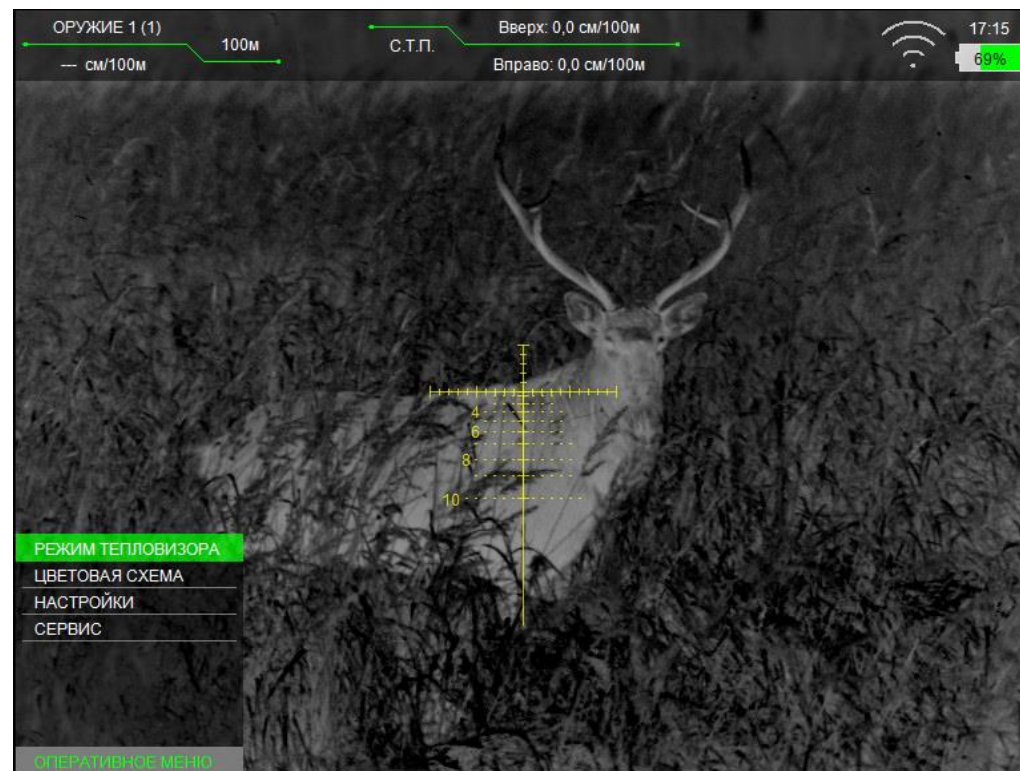 ОРУЖИЕ 1 (1)
100м
--- см/100м
С.Т.П.
Вверх: 0,0 см/100м
Вправо: 0,0 см/100м
17:15
69%
4
6
8
10
РЕЖИМ ТЕПЛОВИЗОРА
ЦВЕТОВАЯ СХЕМА
НАСТРОЙКИ
СЕРВИС
ОПЕРАТИВНОЕ МЕНЮ